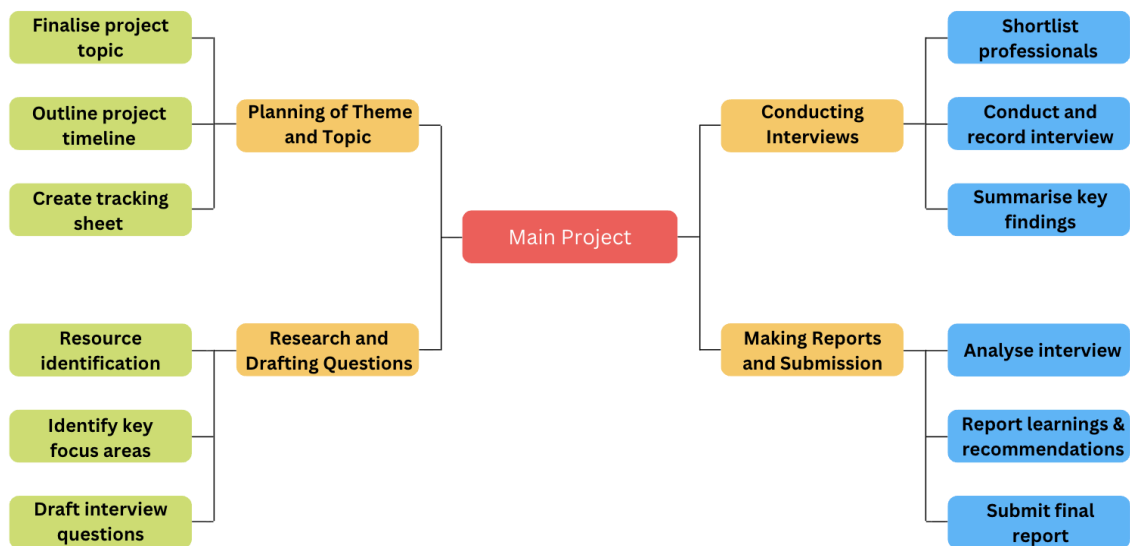 Finalise project
topic
Outline project
timeline
Create tracking
sheet
Planning of Theme
and Topic
Resource
identification
Identify key
focus areas
Draft interview
questions
Research and
Drafting Questions
Main Project
Conducting
Interviews
Shortlist
professionals
Conduct and
record interview
Summarise key
findings
Making Reports
and Submission
Analyse interview
Report learnings &
recommendations
Submit final
report